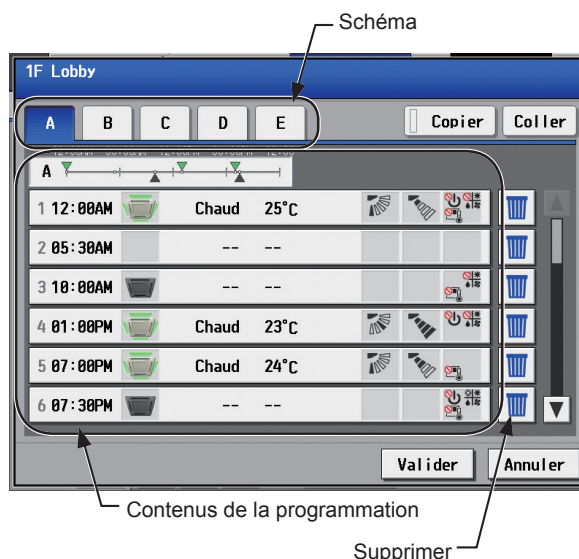 Schéma
1F Lobby
A B C D E Copier Coller
A
1 12:00AM Chaud 25°C
2 05:30AM -- --
3 10:00AM -- --
4 01:00PM Chaud 23°C
5 07:00PM Chaud 24°C
6 07:30PM -- --
Valider Annuler
Contenus de la programmation
Supprimer